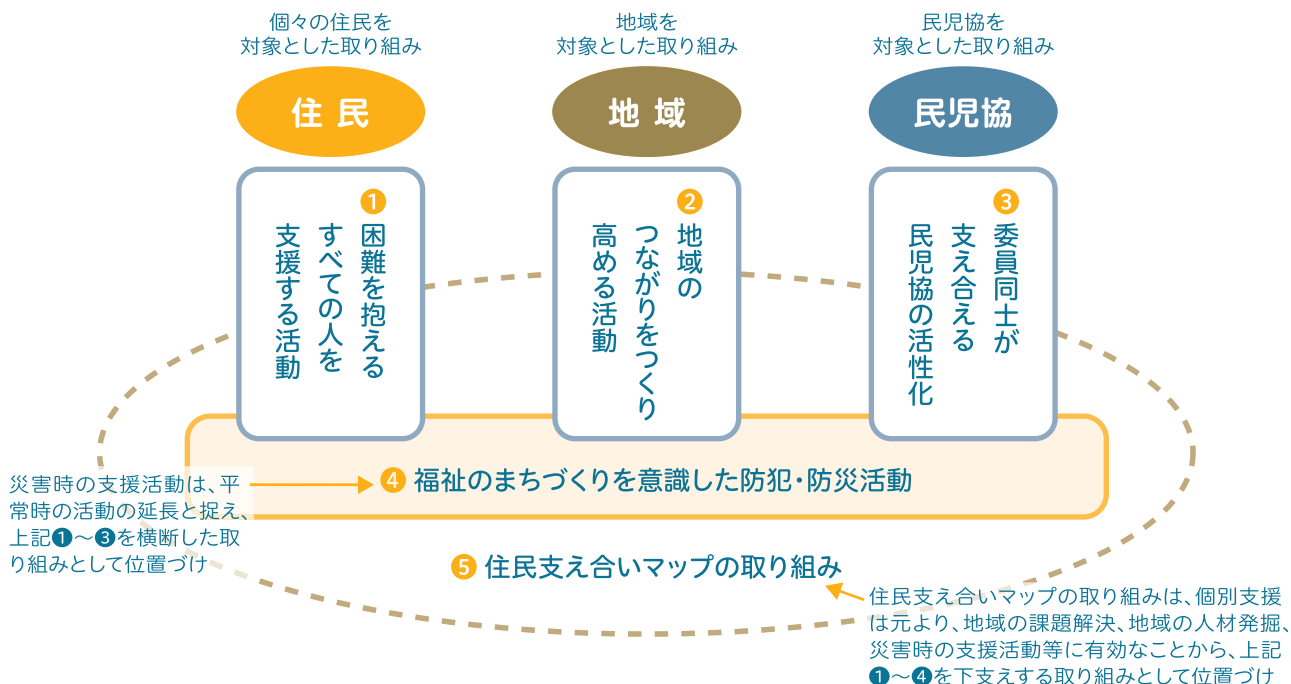 個々の住民を
対象とした取り組み
住民
❶困難を抱える
すべての人を
支援する活動
地域を
対象とした取り組み
地域
❷地域の
つながりをつくり
高める活動
民児協を
対象とした取り組み
民児協
❸委員同士が
支え合える
民児協の活性化
❹福祉のまちづくりを意識した防犯・防災活動
災害時の支援活動は、平
常時の活動の延長と捉え、
上記❶～❸を横断した取
り組みとして位置づけ
❺住民支え合いマップの取り組み
住民支え合いマップの取り組みは、個別支援
は元より、地域の課題解決、地域の人材発掘、
災害時の支援活動等に有効なことから、上記
❶～❹を下支えする取り組みとして位置づけ